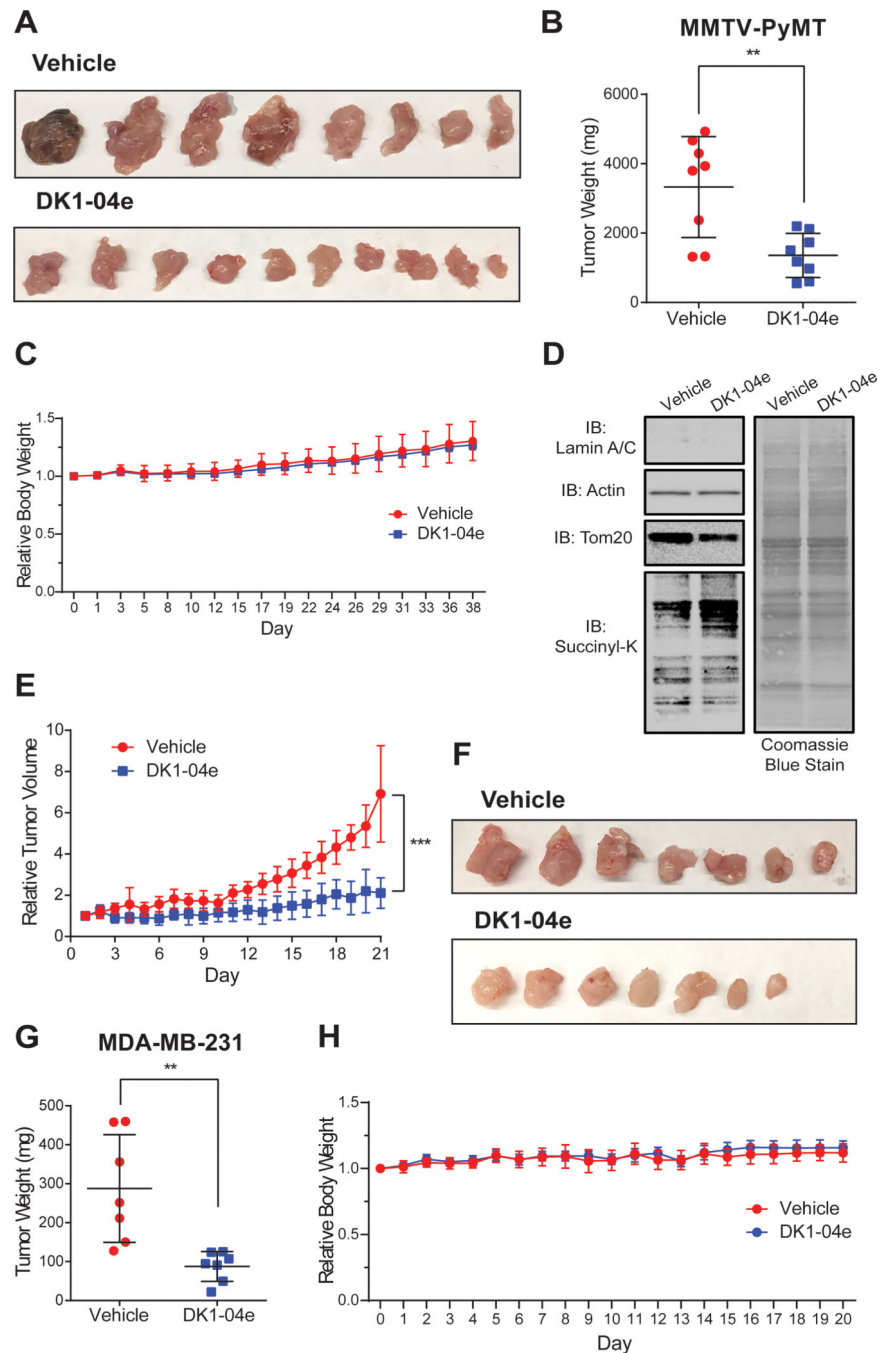 A
Vehicle
DK1-04e
B
MMTV-PyMT
**
Tumor Weight (mg)
6000
4000
2000
0
Vehicle
DK1-04e
C
Relative Body Weight
1.5
1.0
0.5
0.0
Vehicle
DK1-04e
0 1 3 5 8 10 12 15 17 19 22 24 26 29 31 33 36 38
Day
D
Vehicle
DK1-04e
Vehicle
DK1-04e
IB:
Lamin A/C
IB: Actin
IB: Tom20
IB:
Succinyl-K
Coomassie
Blue Stain
E
Relative Tumor Volume
10
8
6
4
2
0
Vehicle
DK1-04e
***
3 6 9 12 15 18 21
Day
F
Vehicle
DK1-04e
G
MDA-MB-231
**
Tumor Weight (mg)
500
400
300
200
100
0
Vehicle
DK1-04e
H
Relative Body Weight
1.5
1.0
0.5
0.0
Vehicle
DK1-04e
0 1 2 3 4 5 6 7 8 9 10 11 12 13 14 15 16 17 18 19 20
Day